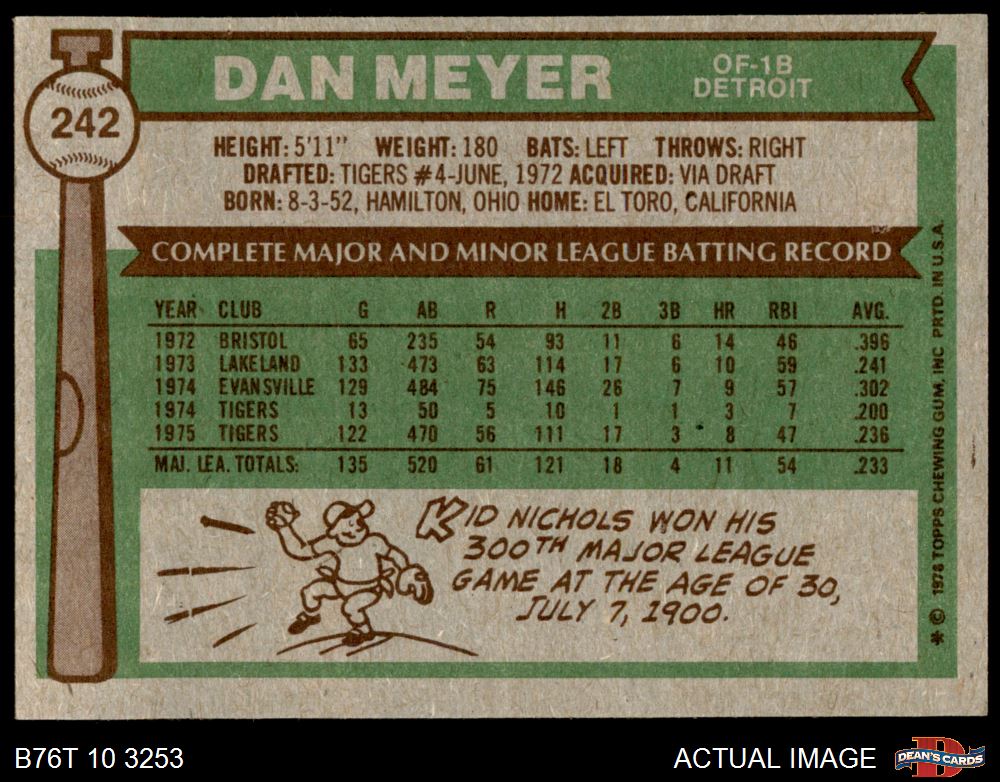 242
DAN MEYER
OF-1B
DETROIT
HEIGHT: 5'11" WEIGHT: 180 BATS: LEFT THROWS: RIGHT
DRAFTED: TIGERS #4-JUNE, 1972 ACQUIRED: VIA DRAFT
BORN: 8-3-52, HAMILTON, OHIO HOME: EL TORO, CALIFORNIA
COMPLETE MAJOR AND MINOR LEAGUE BATTING RECORD
YEAR CLUB G AB R H 2B 3B HR RBI AVG.
1972 BRISTOL 65 235 54 93 11 6 14 46 .396
1973 LAKELAND 133 473 63 114 17 6 10 59 .241
1974 EVANSVILLE 129 484 75 146 26 7 9 57 .302
1974 TIGERS 13 50 5 10 1 1 3 7 .200
1975 TIGERS 122 470 56 111 17 3 8 47 .236
MAJ. LEA. TOTALS: 135 520 61 121 18 4 11 54 .233
KID NICHOLS WON HIS
300TH MAJOR LEAGUE
GAME AT THE AGE OF 30,
JULY 7, 1900.
* © 1976 TOPPS CHEWING GUM, INC PRTD. IN U.S.A.
B76T 10 3253
ACTUAL IMAGE
D
DEAN'S CARDS